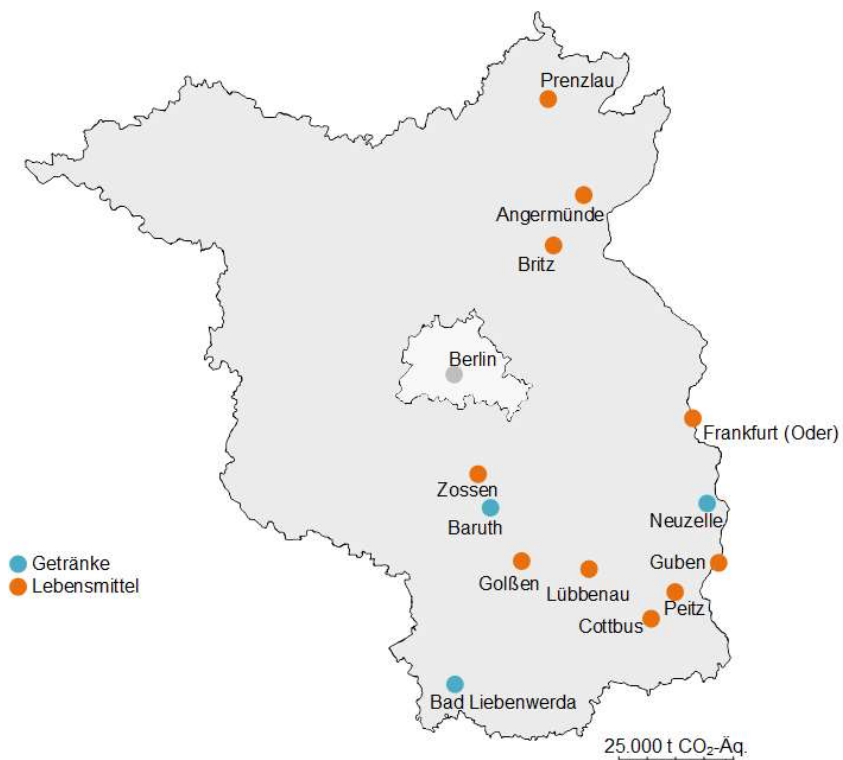 Prenzlau
Angermünde
Britz
Berlin
Frankfurt (Oder)
Zossen
Baruth
Neuzelle
Getränke
Lebensmittel
Guben
Golßen
Lübbenau
Peitz
Cottbus
Bad Liebenwerda
25.000 t CO₂-Äq.